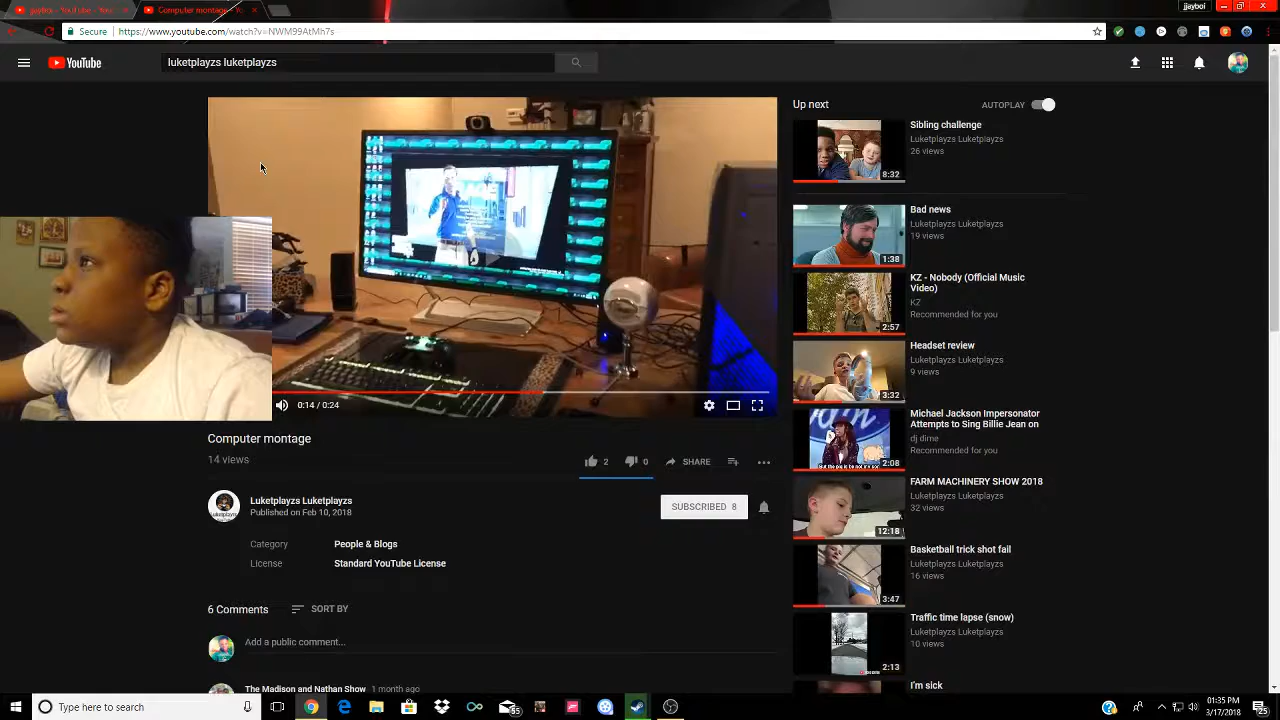 jjayboi - YouTube - You
Computer montage - Yo
jjayboi
Secure
https://www.youtube.com/watch?v=NWM99AtMh7s
YouTube
luketplayzs luketplayzs
Up next
AUTOPLAY
Sibling challenge
Luketplayzs Luketplayzs
26 views
8:32
Bad news
Luketplayzs Luketplayzs
19 views
1:38
KZ - Nobody (Official Music
Video)
KZ
Recommended for you
2:57
Headset review
Luketplayzs Luketplayzs
9 views
3:32
Michael Jackson Impersonator
Attempts to Sing Billie Jean on
dj dime
Recommended for you
2:08
FARM MACHINERY SHOW 2018
Luketplayzs Luketplayzs
32 views
12:18
Basketball trick shot fail
Luketplayzs Luketplayzs
16 views
3:47
Traffic time lapse (snow)
Luketplayzs Luketplayzs
10 views
2:13
I'm sick
0:14 / 0:24
Computer montage
14 views
2
0
SHARE
Luketplayzs Luketplayzs
Published on Feb 10, 2018
SUBSCRIBED 8
Category
People & Blogs
License
Standard YouTube License
6 Comments
SORT BY
Add a public comment...
The Madison and Nathan Show 1 month ago
Type here to search
01:35 PM
3/17/2018